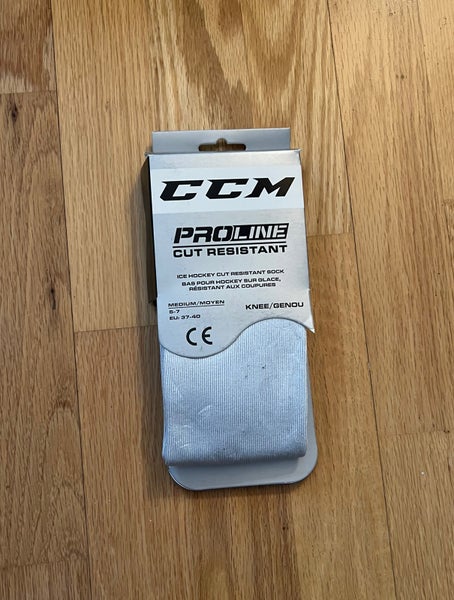 CCM
PROLINE
CUT RESISTANT
ICE HOCKEY CUT RESISTANT SOCK
BAS POUR HOCKEY SUR GLACE,
RÉSISTANT AUX COUPURES
MEDIUM/MOYEN
5-7
EU: 37-40
KNEE/GENOU
CE